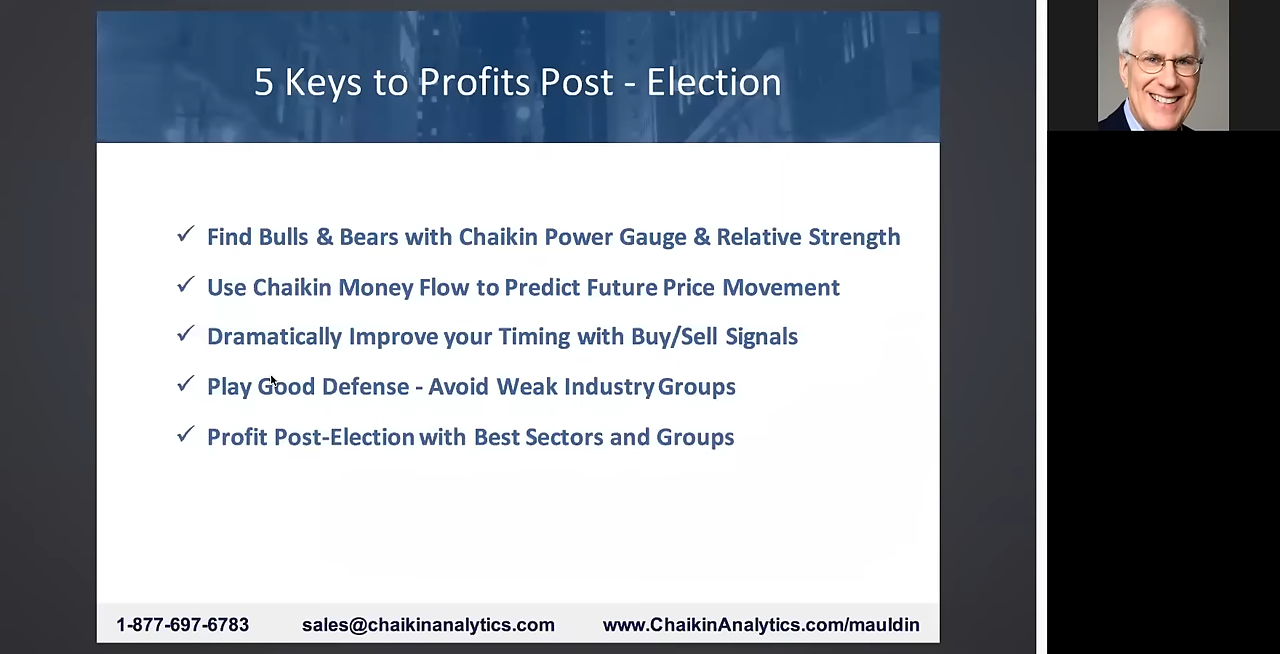 5 Keys to Profits Post - Election
✓ Find Bulls & Bears with Chaikin Power Gauge & Relative Strength
✓ Use Chaikin Money Flow to Predict Future Price Movement
✓ Dramatically Improve your Timing with Buy/Sell Signals
✓ Play Good Defense - Avoid Weak Industry Groups
✓ Profit Post-Election with Best Sectors and Groups
1-877-697-6783 sales@chaikinanalytics.com www.ChaikinAnalytics.com/mauldin